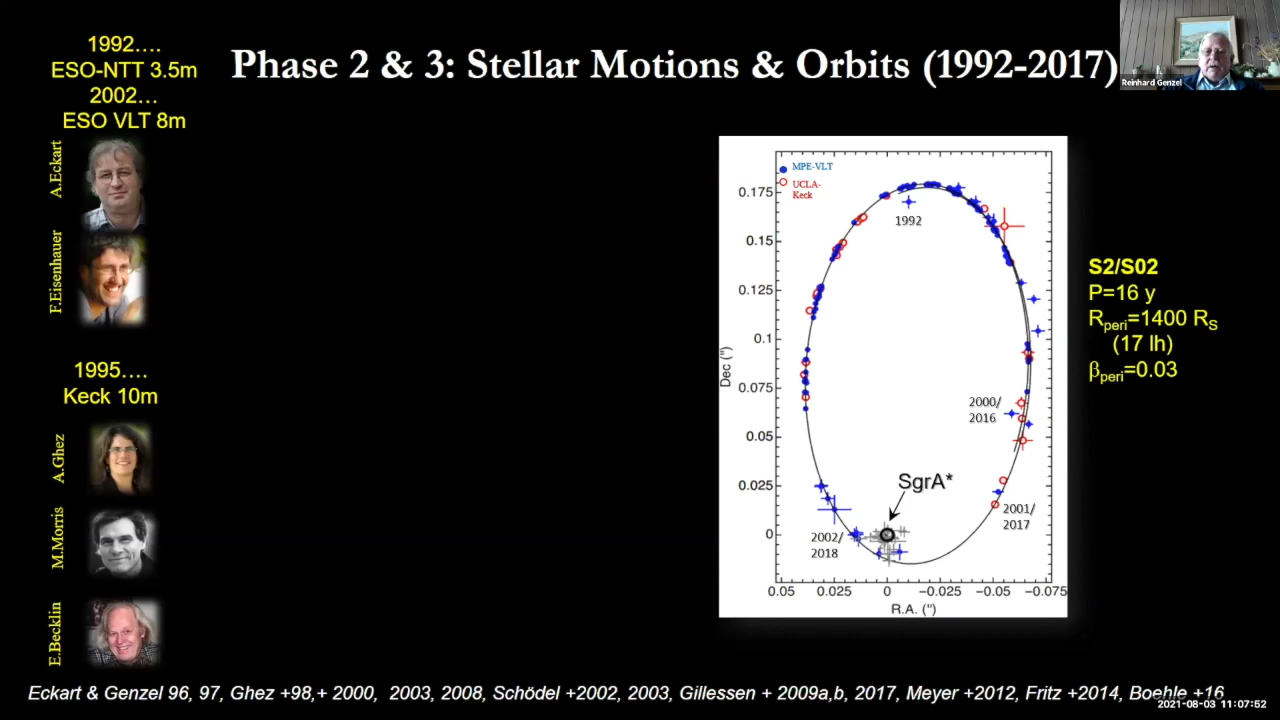 1992….
ESO-NTT 3.5m
2002…
ESO VLT 8m
Phase 2 & 3: Stellar Motions & Orbits (1992-2017)
Reinhard Genzel
A.Eckart
F.Eisenhauer
1995….
Keck 10m
A.Ghez
M.Morris
E.Becklin
MPE-VLT
UCLA-
Keck
0.175
0.15
0.125
0.1
0.075
0.05
0.025
0
Dec (")
1992
2000/
2016
SgrA*
2001/
2017
2002/
2018
0.05 0.025 0 −0.025 −0.05 −0.075
R.A. (")
S2/S02
P=16 y
Rperi=1400 RS
(17 lh)
βperi=0.03
Eckart & Genzel 96, 97, Ghez +98,+ 2000, 2003, 2008, Schödel +2002, 2003, Gillessen + 2009a,b, 2017, Meyer +2012, Fritz +2014, Boehle +16
2021-08-03 11:07:52